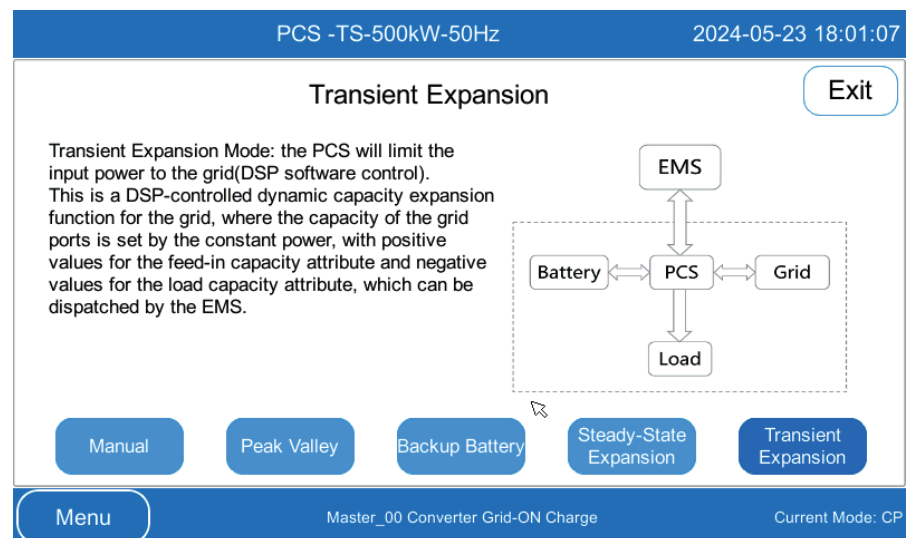 PCS -TS-500kW-50Hz
2024-05-23 18:01:07
Transient Expansion
Exit
Transient Expansion Mode: the PCS will limit the
input power to the grid(DSP software control).
This is a DSP-controlled dynamic capacity expansion
function for the grid, where the capacity of the grid
ports is set by the constant power, with positive
values for the feed-in capacity attribute and negative
values for the load capacity attribute, which can be
dispatched by the EMS.
EMS
Battery
PCS
Grid
Load
Manual
Peak Valley
Backup Battery
Steady-State
Expansion
Transient
Expansion
Menu
Master_00 Converter Grid-ON Charge
Current Mode: CP